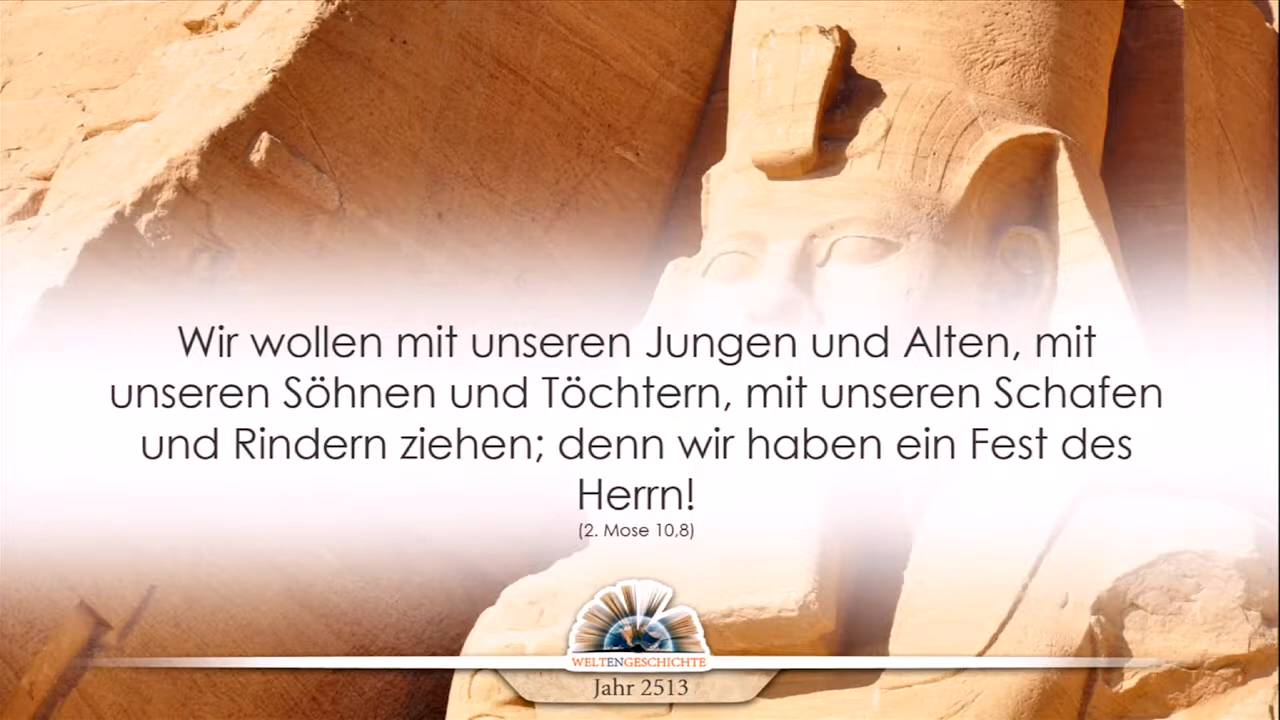 Wir wollen mit unseren Jungen und Alten, mit
unseren Söhnen und Töchtern, mit unseren Schafen
und Rindern ziehen; denn wir haben ein Fest des
Herrn!
(2. Mose 10,8)
WELTENGESCHICHTE
Jahr 2513